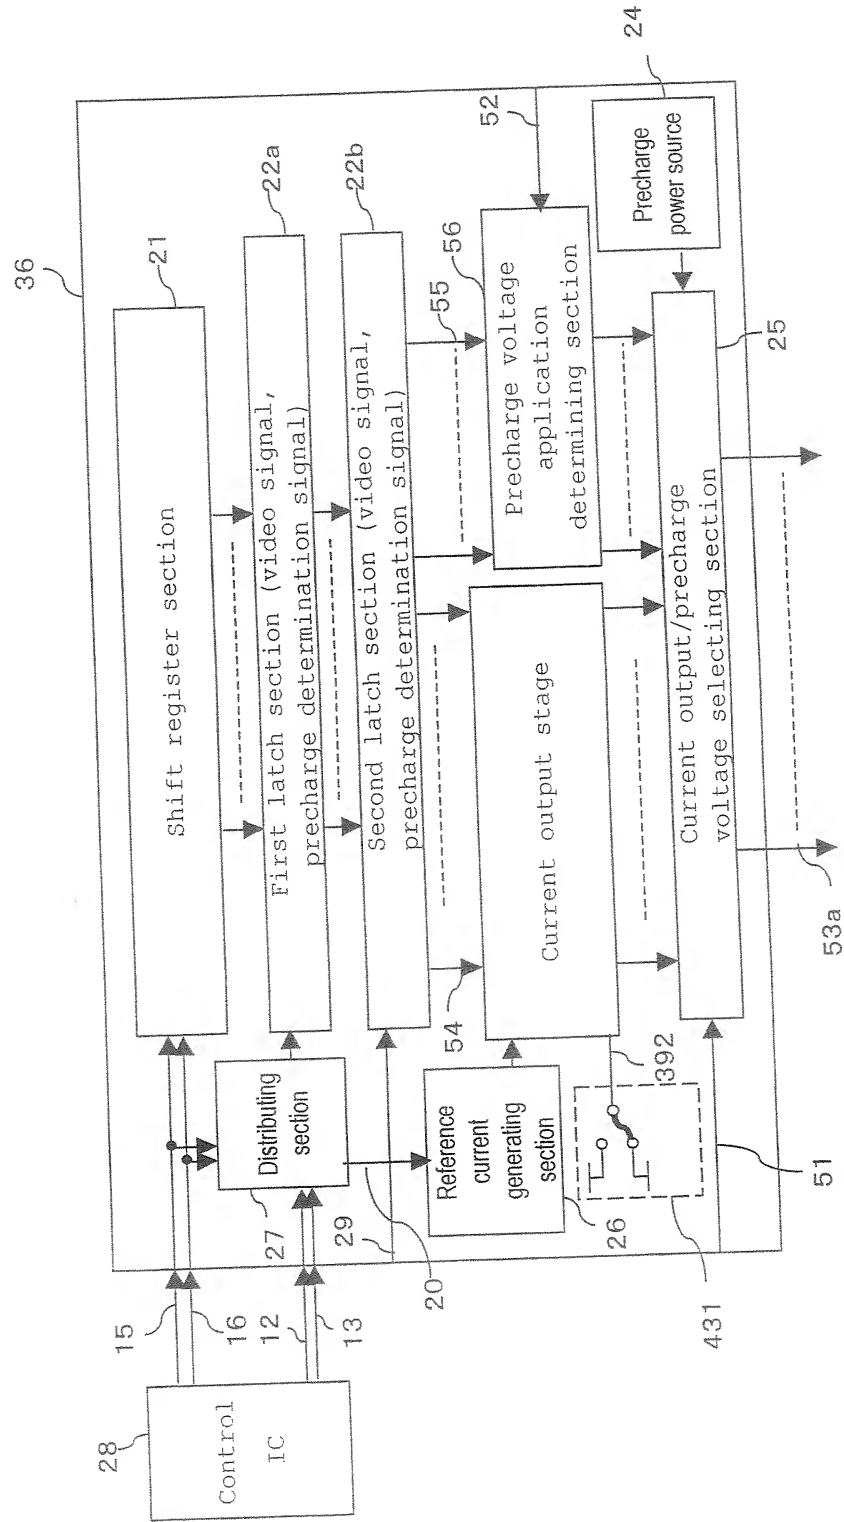 36
28
Control
IC
15
16
12
13
21
Shift register section
22a
First latch section (video signal,
precharge determination signal)
27
Distributing
section
22b
Second latch section (video signal,
precharge determination signal)
29
20
52
56
55
Precharge voltage
application
determining section
54
Current output stage
Reference
current
generating
section
26
392
431
24
Precharge
power source
25
Current output/precharge
voltage selecting section
51
53a